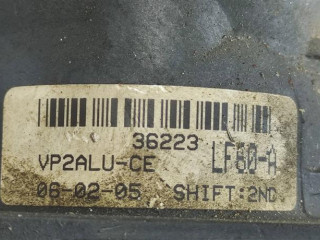 36223
VP2ALU-CE LF60-A
06-02-05 SHIFT:2ND